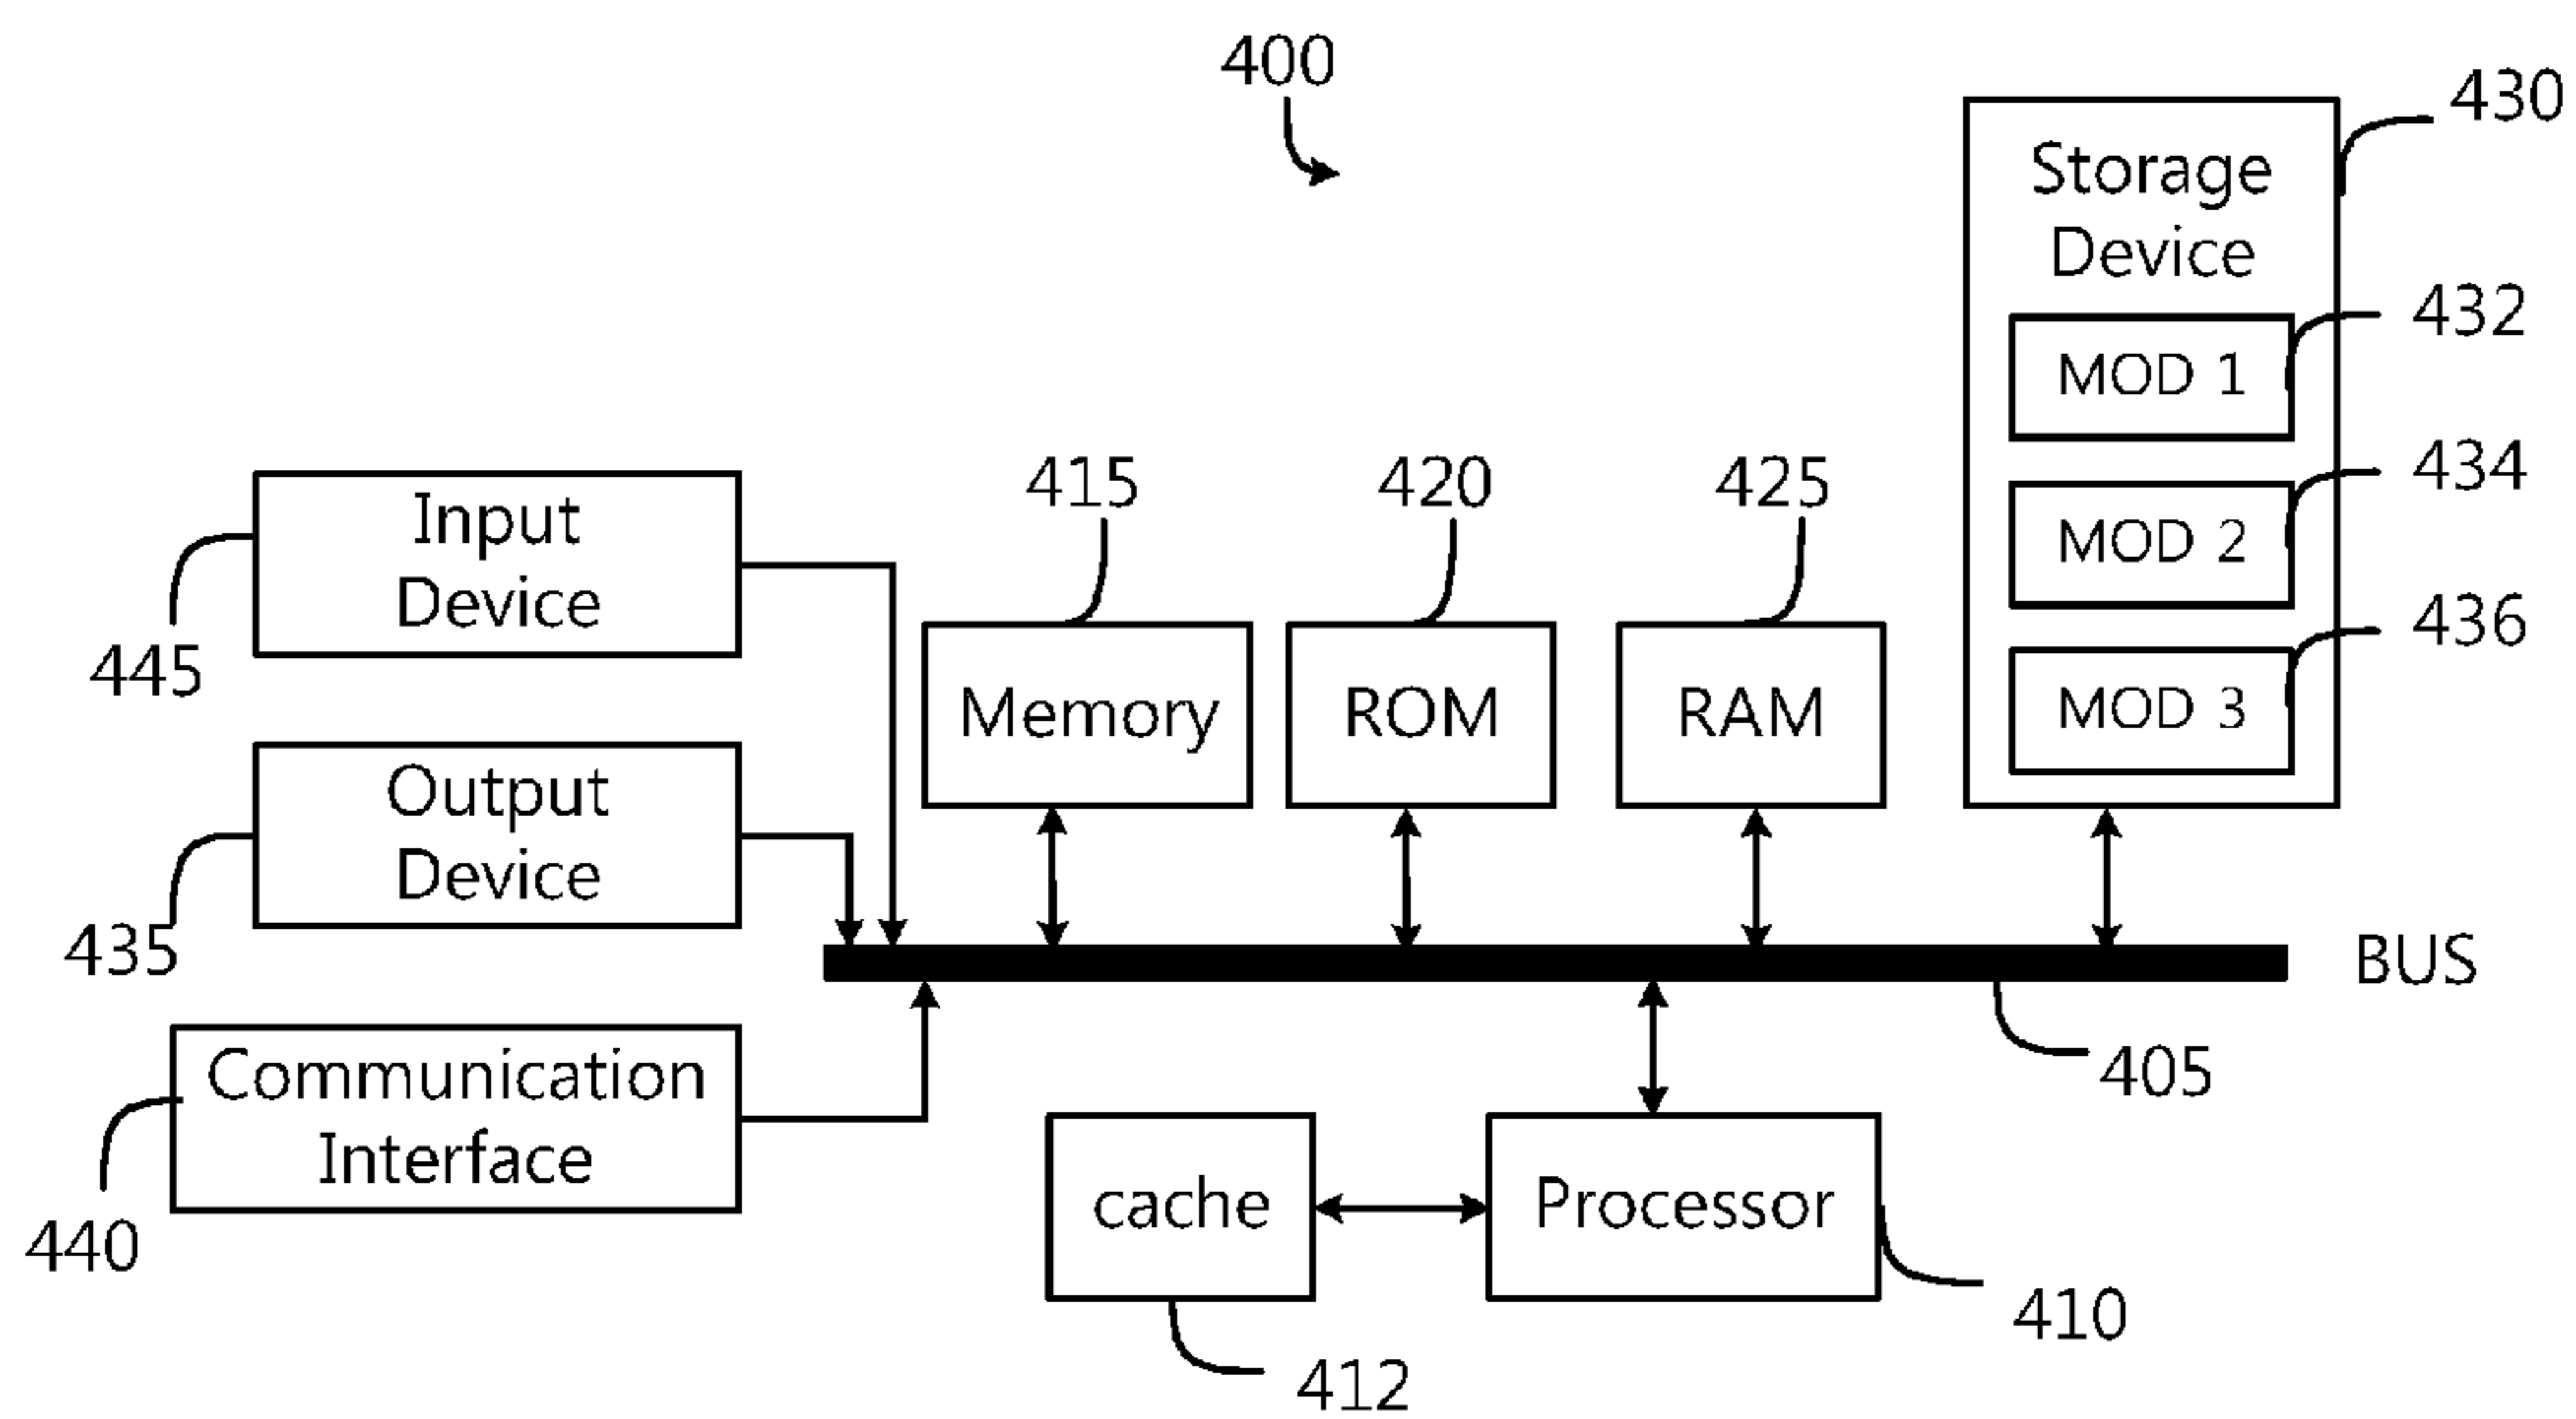 400
430
Storage
Device
432
MOD 1
434
MOD 2
436
MOD 3
415
420
425
Input
Device
445
Memory
ROM
RAM
Output
Device
435
BUS
405
Communication
Interface
440
cache
Processor
410
412